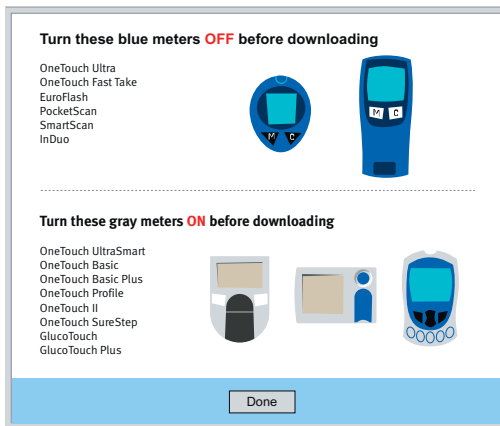 Turn these blue meters OFF before downloading
OneTouch Ultra
OneTouch Fast Take
EuroFlash
PocketScan
SmartScan
InDuo
M C
M C
Turn these gray meters ON before downloading
OneTouch UltraSmart
OneTouch Basic
OneTouch Basic Plus
OneTouch Profile
OneTouch II
OneTouch SureStep
GlucoTouch
GlucoTouch Plus
Done